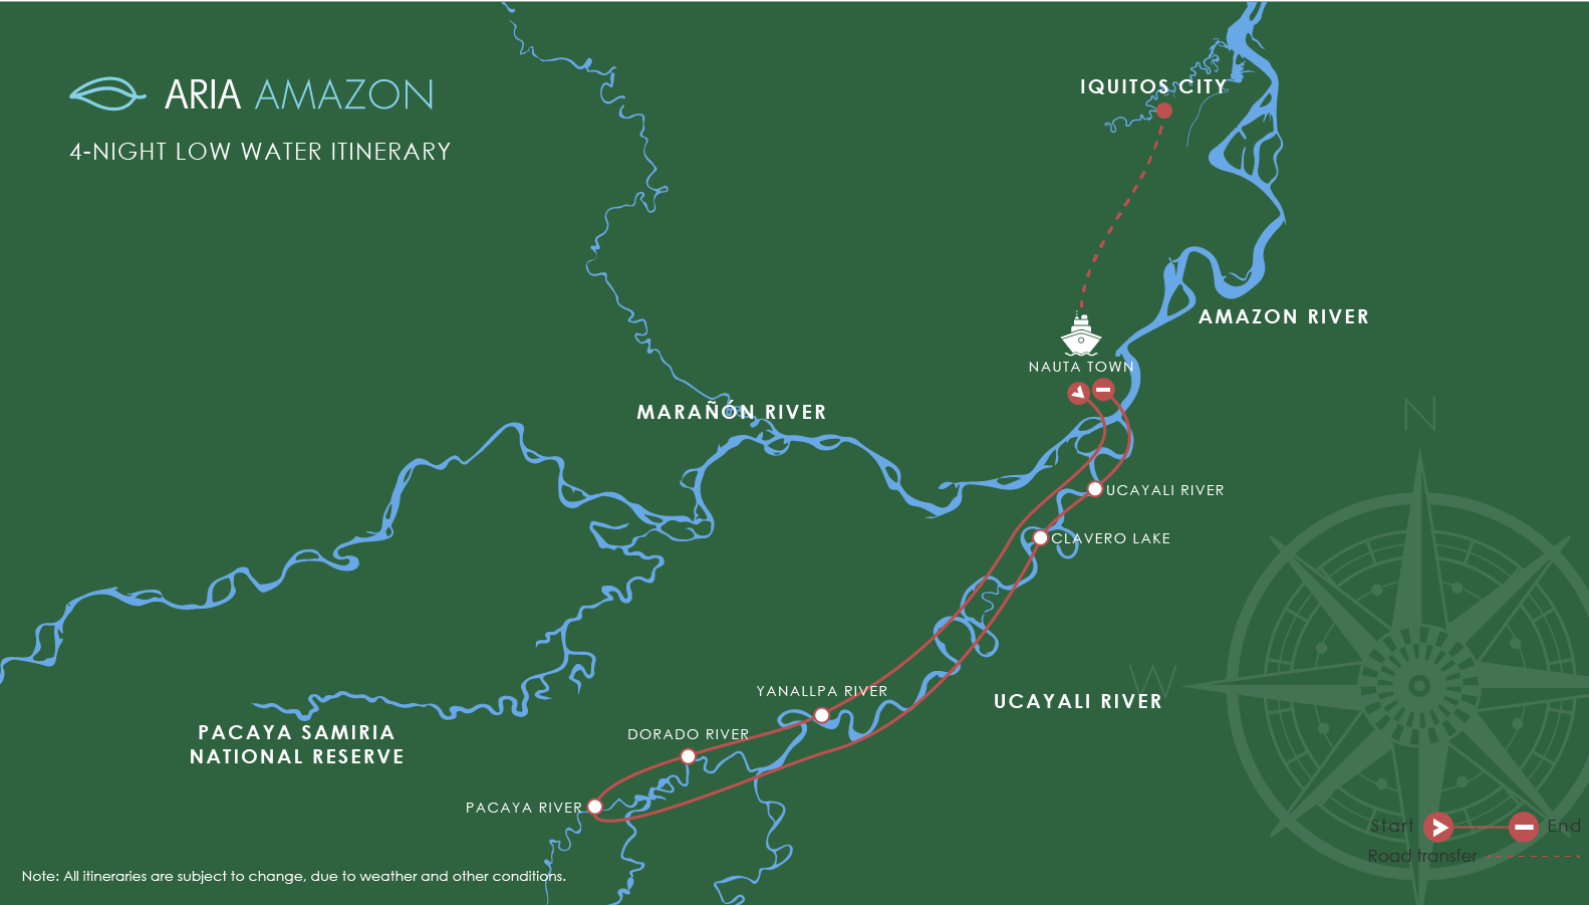 ARIA AMAZON
4-NIGHT LOW WATER ITINERARY
IQUITOS CITY
AMAZON RIVER
NAUTA TOWN
MARAÑÓN RIVER
N
UCAYALI RIVER
CLAVERO LAKE
W
YANALLPA RIVER
UCAYALI RIVER
PACAYA SAMIRIA
NATIONAL RESERVE
DORADO RIVER
PACAYA RIVER
Start
End
Road transfer
Note: All itineraries are subject to change, due to weather and other conditions.